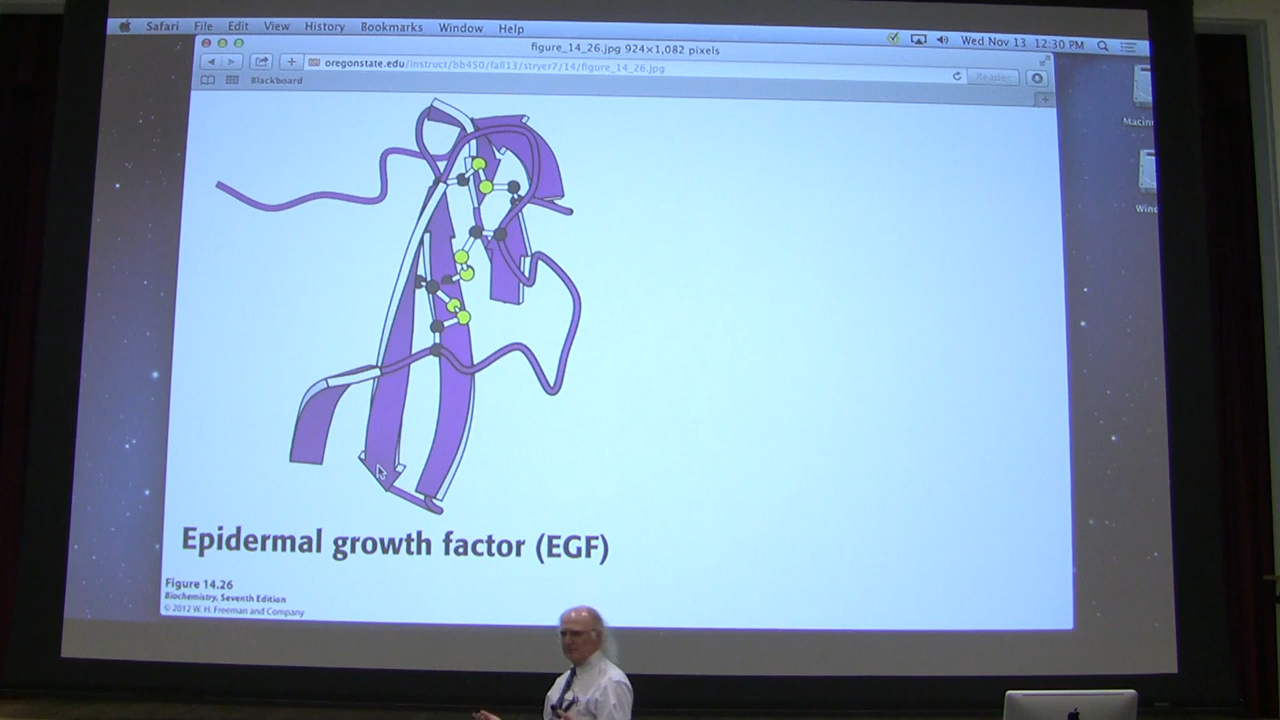 Safari File Edit View History Bookmarks Window Help Wed Nov 13 12:30 PM
figure_14_26.jpg 924×1,082 pixels
oregonstate.edu/instruct/bb450/fall13/stryer7/14/figure_14_26.jpg Reader
Blackboard
Macin
Wind
Epidermal growth factor (EGF)
Figure 14.26
Biochemistry, Seventh Edition
© 2012 W. H. Freeman and Company